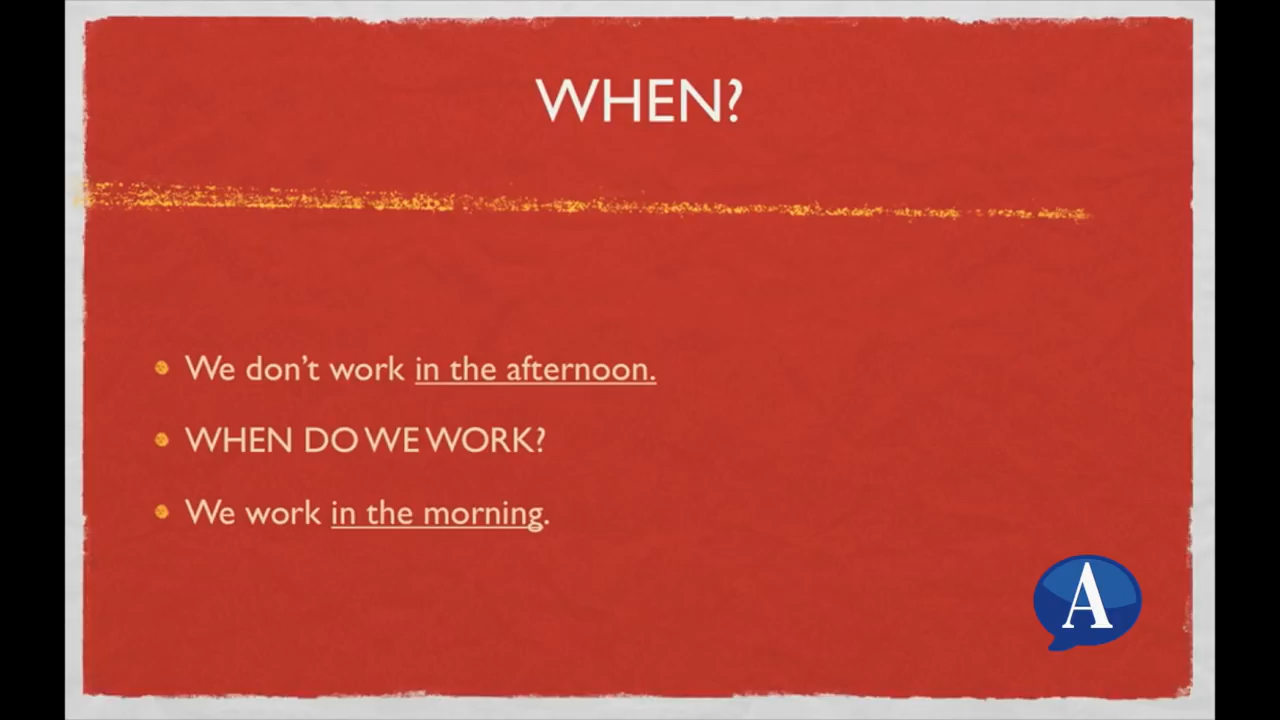 WHEN?
We don't work in the afternoon.
WHEN DO WE WORK?
We work in the morning.
A